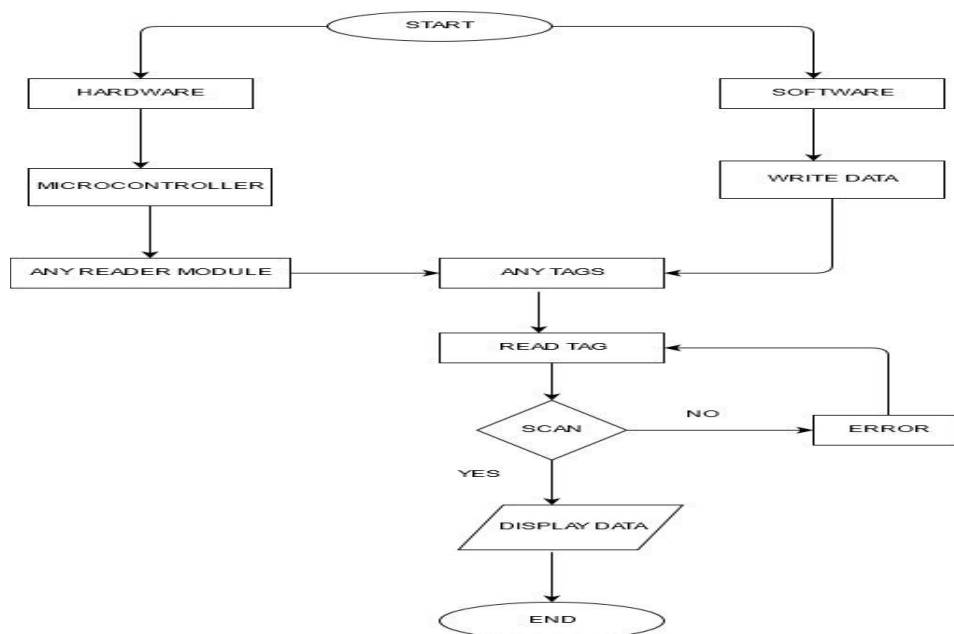 START
HARDWARE
SOFTWARE
MICROCONTROLLER
WRITE DATA
ANY READER MODULE
ANY TAGS
READ TAG
SCAN
NO
ERROR
YES
DISPLAY DATA
END